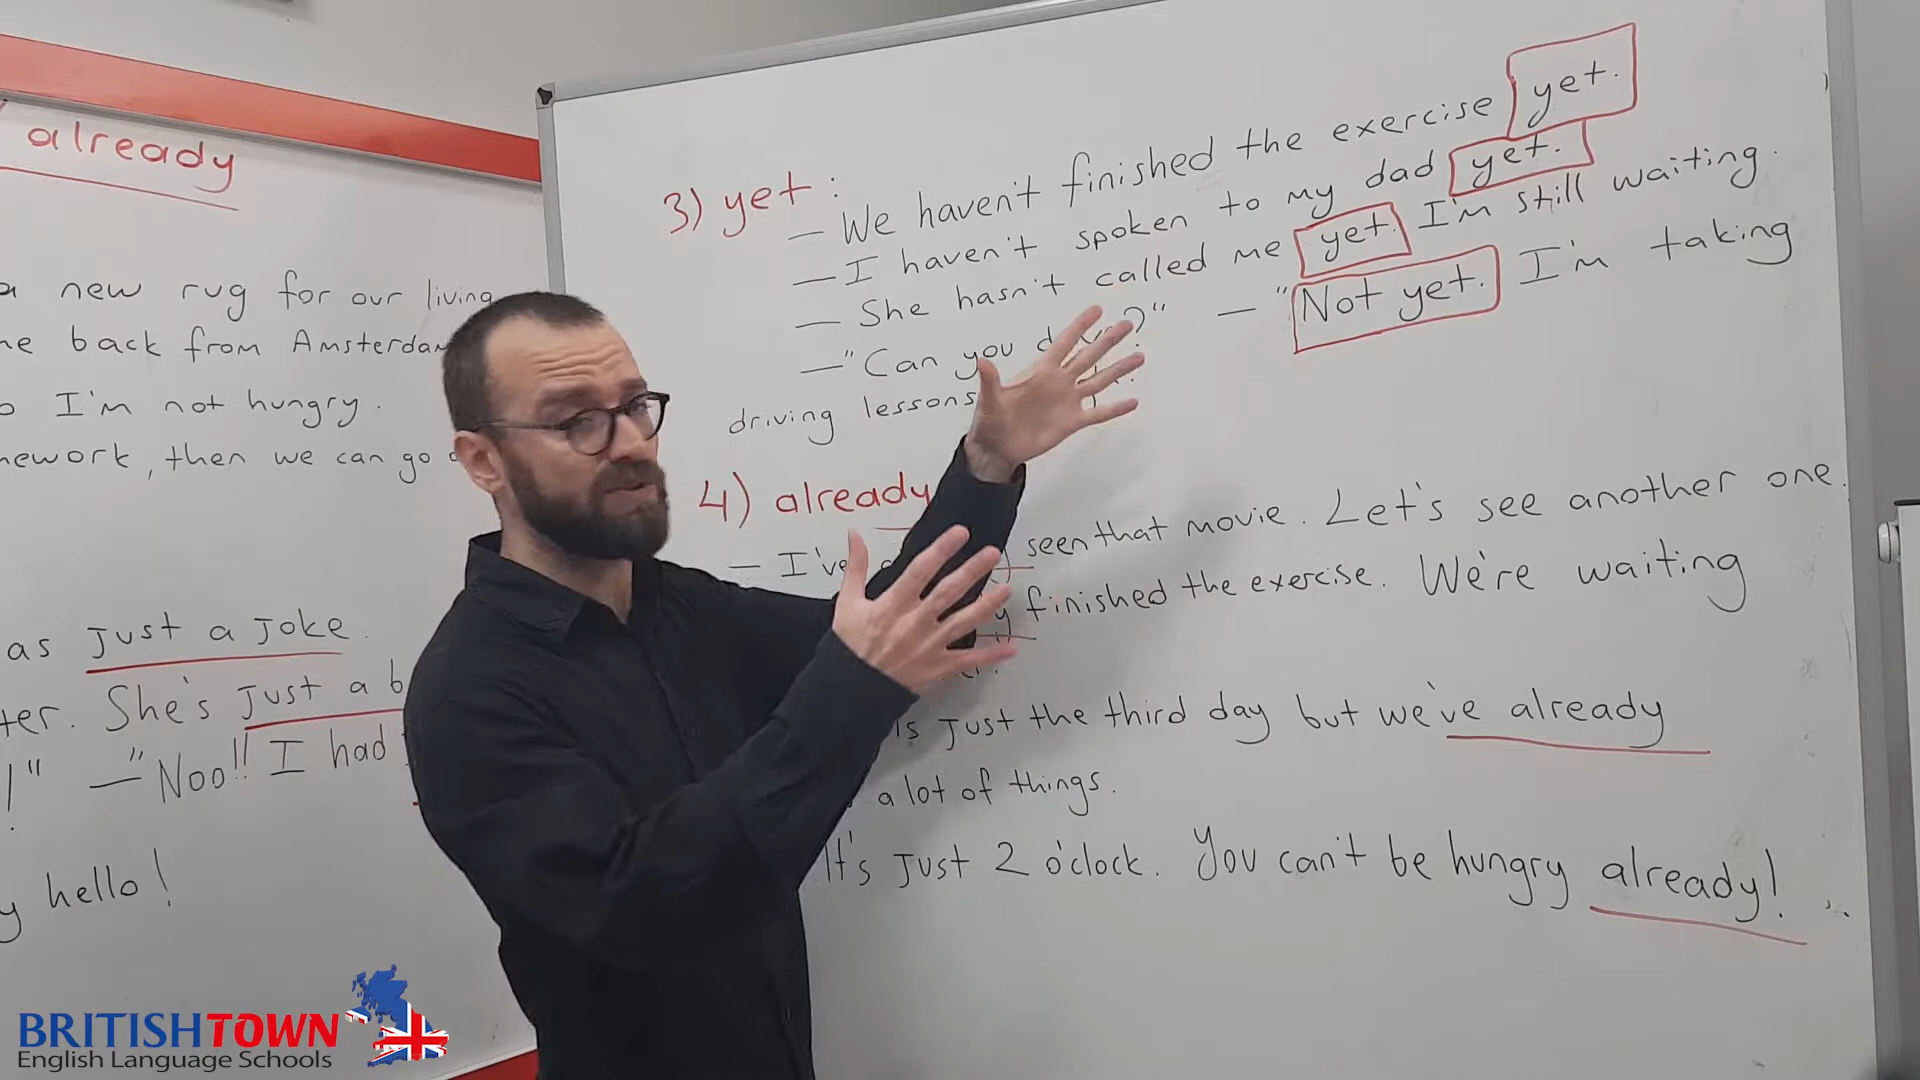 already
new rug for our living
back from Amsterdam
I'm not hungry.
, then we can go
as just a joke.
She's just a
" — "Noo!! I had
hello!
3) yet:
— We haven't finished the exercise yet.
— I haven't spoken to my dad yet.
— She hasn't called me yet. I'm still waiting.
— "Can you ?" — "Not yet. I'm taking
driving lessons
4) already
— I've seen that movie. Let's see another one.
finished the exercise. We're waiting
just the third day but we've already
a lot of things.
It's just 2 o'clock. You can't be hungry already!
BRITISHTOWN
English Language Schools